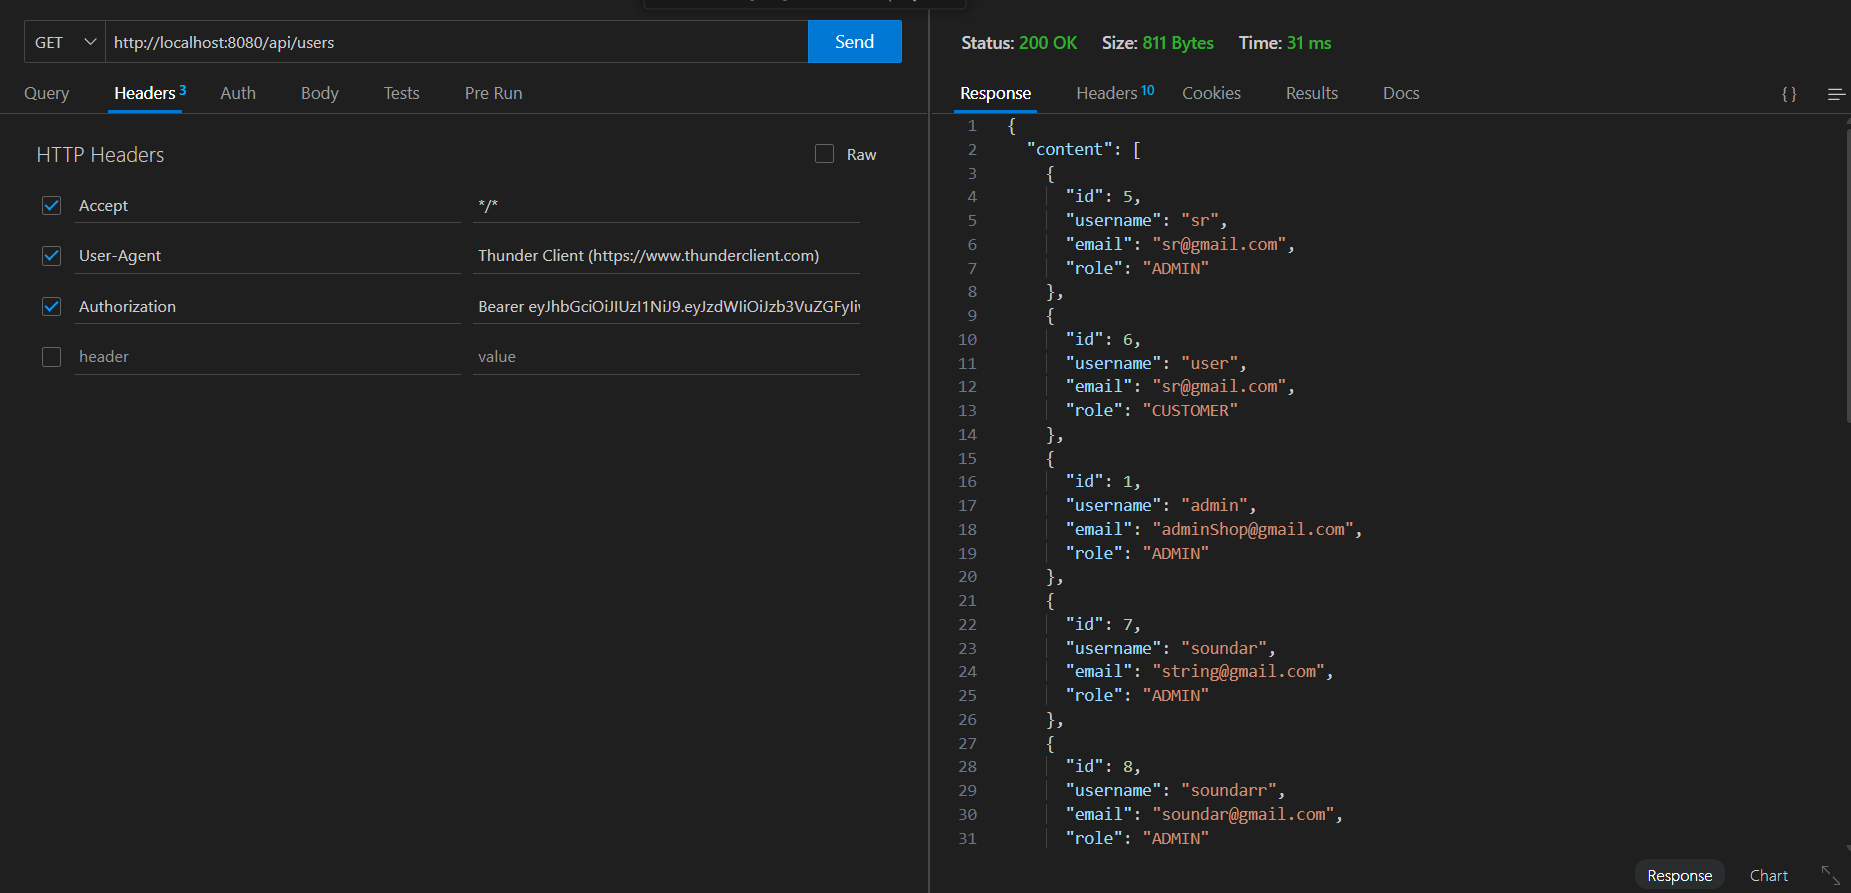 GET http://localhost:8080/api/users Send
Query Headers 3 Auth Body Tests Pre Run
HTTP Headers Raw
Accept */*
User-Agent Thunder Client (https://www.thunderclient.com)
Authorization Bearer eyJhbGciOiJIUzI1NiJ9.eyJzdWIiOiJzb3VuZGFyIiv
header value
Status: 200 OK Size: 811 Bytes Time: 31 ms
Response Headers 10 Cookies Results Docs {}
1 {
2 "content": [
3 {
4 "id": 5,
5 "username": "sr",
6 "email": "sr@gmail.com",
7 "role": "ADMIN"
8 },
9 {
10 "id": 6,
11 "username": "user",
12 "email": "sr@gmail.com",
13 "role": "CUSTOMER"
14 },
15 {
16 "id": 1,
17 "username": "admin",
18 "email": "adminShop@gmail.com",
19 "role": "ADMIN"
20 },
21 {
22 "id": 7,
23 "username": "soundar",
24 "email": "string@gmail.com",
25 "role": "ADMIN"
26 },
27 {
28 "id": 8,
29 "username": "soundarr",
30 "email": "soundar@gmail.com",
31 "role": "ADMIN"
Response Chart